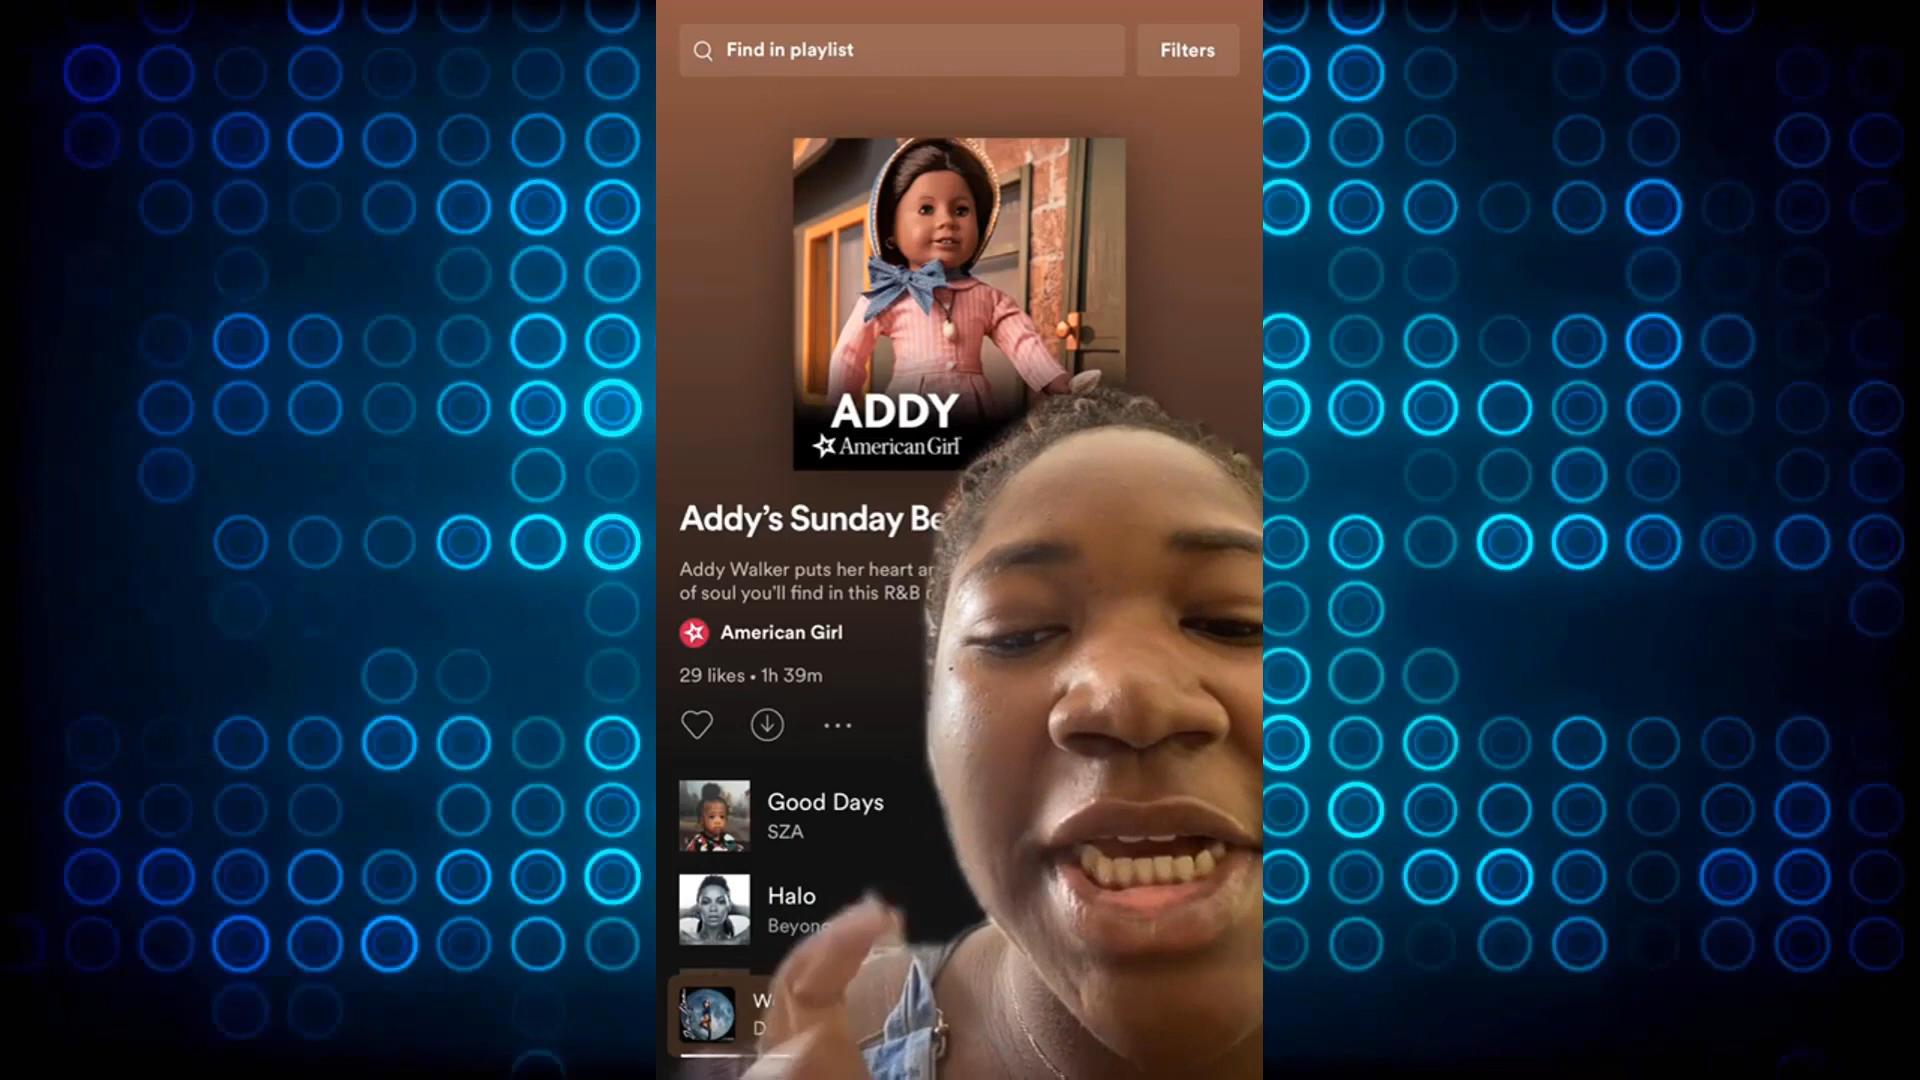 Find in playlist
Filters
ADDY
American Girl
Addy's Sunday Be
Addy Walker puts her heart
of soul you'll find in this R&B
American Girl
29 likes • 1h 39m
Good Days
SZA
Halo